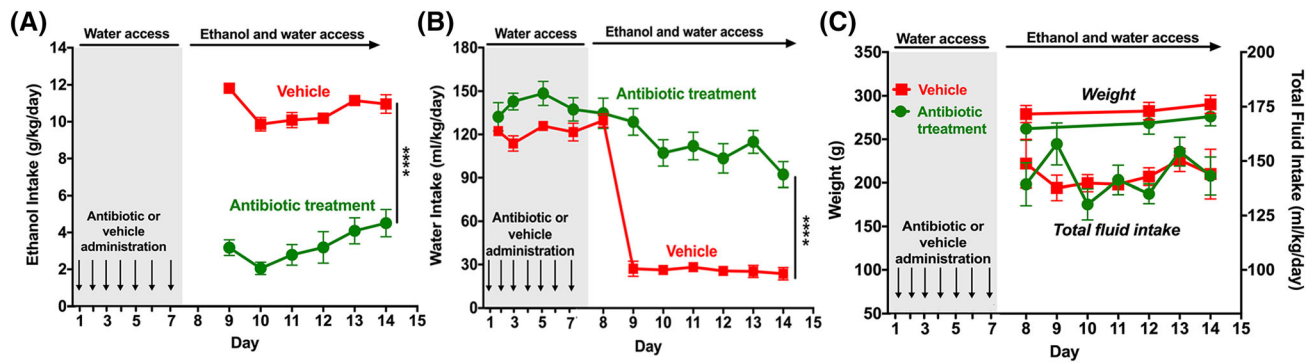 (A)
Water access
Ethanol and water access
Ethanol Intake (g/kg/day)
14
12
10
8
6
4
2
0
Vehicle
****
Antibiotic treatment
Antibiotic or
vehicle
administration
1 3 5 7 8 9 10 11 12 13 14 15
Day
(B)
Water access
Ethanol and water access
Water Intake (ml/kg/day)
180
150
120
90
60
30
0
Antibiotic treatment
****
Antibiotic or
vehicle
administration
Vehicle
1 3 5 7 8 9 10 11 12 13 14 15
Day
(C)
Water access
Ethanol and water access
Weight (g)
350
300
250
200
150
100
50
Vehicle
Antibiotic
trteatment
Weight
Antibiotic or
vehicle
administration
Total fluid intake
200
175
150
125
100
Total Fluid Intake (ml/kg/day)
1 3 5 7 8 9 10 11 12 13 14 15
Day